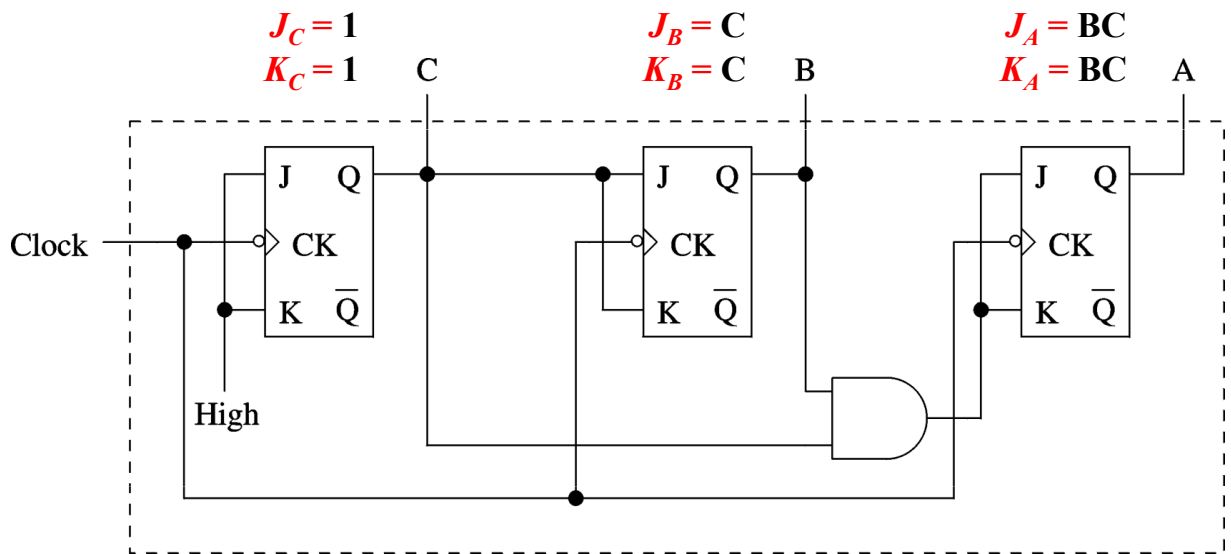 J_C = 1
K_C = 1
C
J_B = C
K_B = C
B
J_A = BC
K_A = BC
A
J Q
CK
K Q̅
J Q
CK
K Q̅
J Q
CK
K Q̅
Clock
High